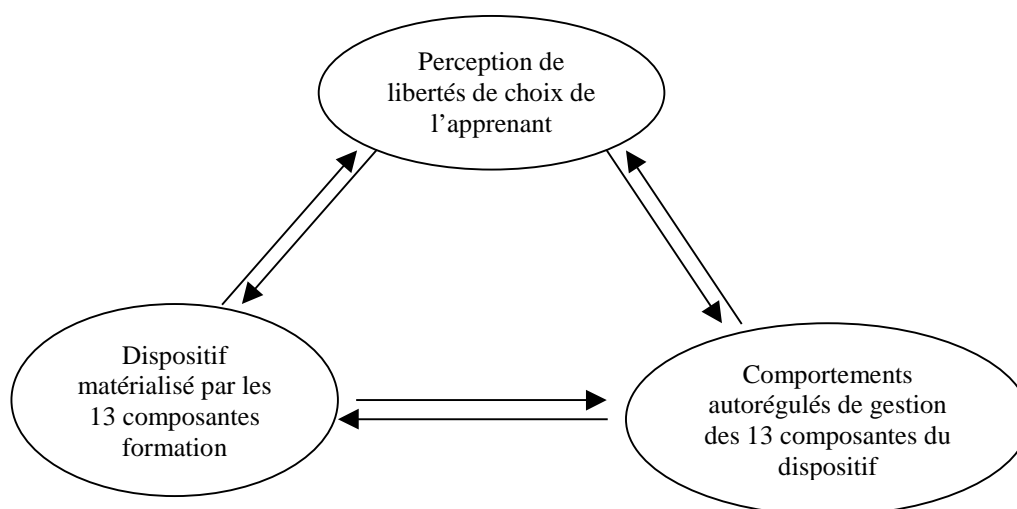 Perception de
libertés de choix de
l’apprenant
Dispositif
matérialisé par les
13 composantes
formation
Comportements
autorégulés de gestion
des 13 composantes du
dispositif